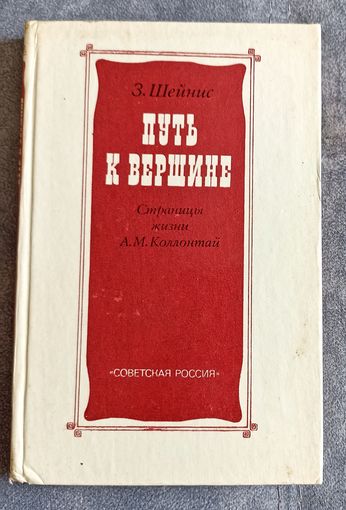 З. Шейнис
ПУТЬ
К ВЕРШИНЕ
Страницы
жизни
А.М. Коллонтай
«СОВЕТСКАЯ РОССИЯ»